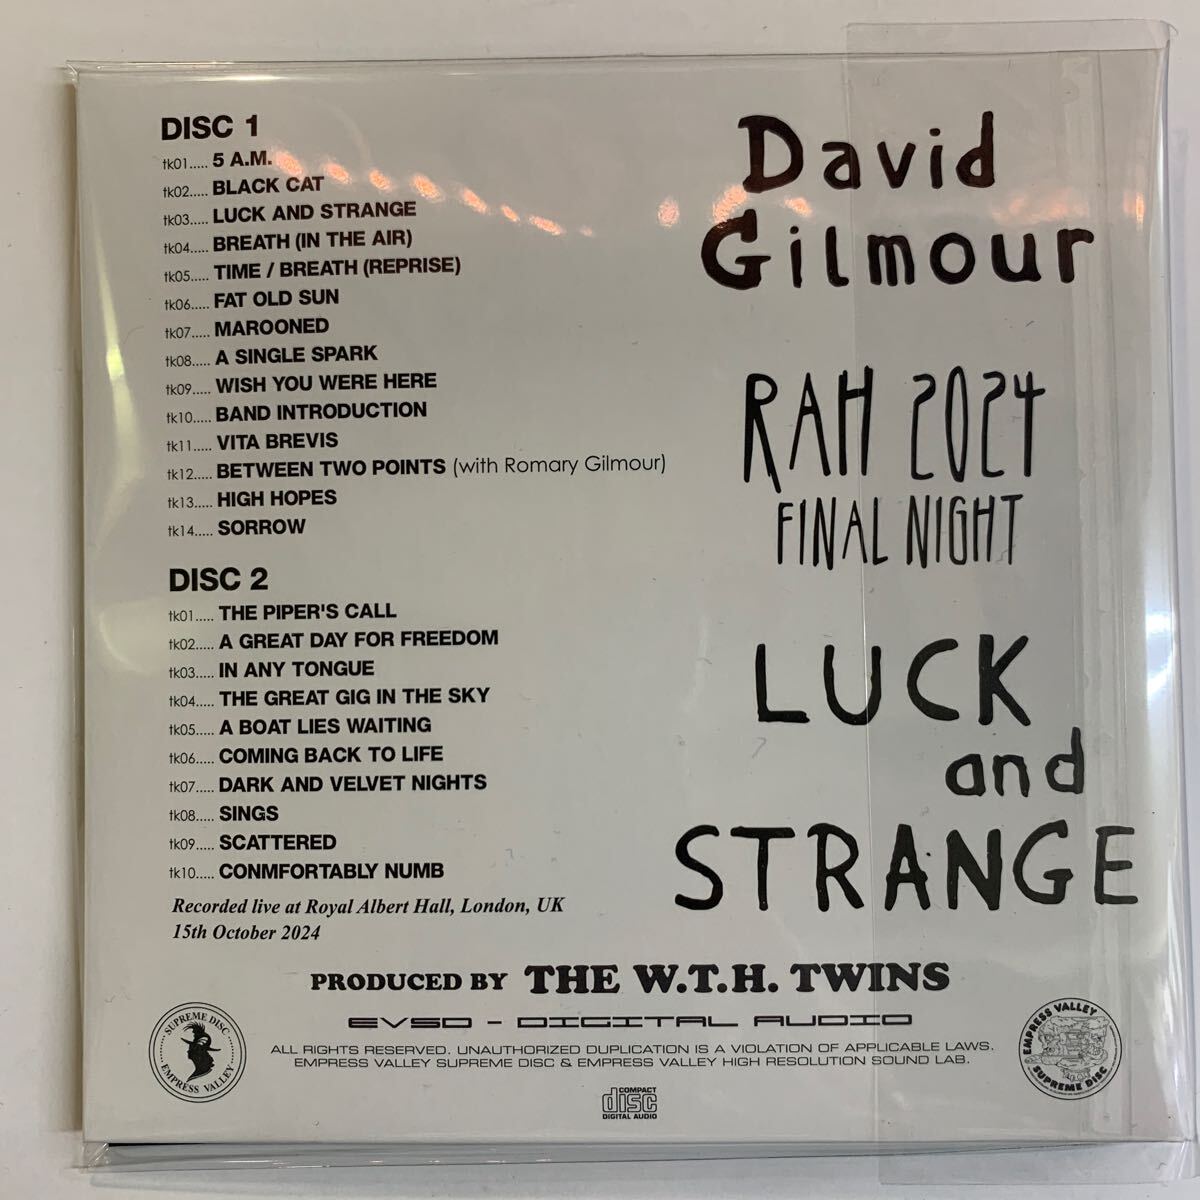 DISC 1
tk01..... 5 A.M.
tk02..... BLACK CAT
tk03..... LUCK AND STRANGE
tk04..... BREATH (IN THE AIR)
tk05..... TIME / BREATH (REPRISE)
tk06..... FAT OLD SUN
tk07..... MAROONED
tk08..... A SINGLE SPARK
tk09..... WISH YOU WERE HERE
tk10..... BAND INTRODUCTION
tk11..... VITA BREVIS
tk12..... BETWEEN TWO POINTS (with Romary Gilmour)
tk13..... HIGH HOPES
tk14..... SORROW
DISC 2
tk01..... THE PIPER'S CALL
tk02..... A GREAT DAY FOR FREEDOM
tk03..... IN ANY TONGUE
tk04..... THE GREAT GIG IN THE SKY
tk05..... A BOAT LIES WAITING
tk06..... COMING BACK TO LIFE
tk07..... DARK AND VELVET NIGHTS
tk08..... SINGS
tk09..... SCATTERED
tk10..... CONMFORTABLY NUMB
Recorded live at Royal Albert Hall, London, UK
15th October 2024
David
Gilmour
RAH 2024
FINAL NIGHT
LUCK
and
STRANGE
PRODUCED BY THE W.T.H. TWINS
EVSD - DIGITAL AUDIO
ALL RIGHTS RESERVED. UNAUTHORIZED DUPLICATION IS A VIOLATION OF APPLICABLE LAWS.
EMPRESS VALLEY SUPREME DISC & EMPRESS VALLEY HIGH RESOLUTION SOUND LAB.
SUPREME DISC
EMPRESS VALLEY
EMPRESS VALLEY
SUPREME DISC
COMPACT
disc
DIGITAL AUDIO